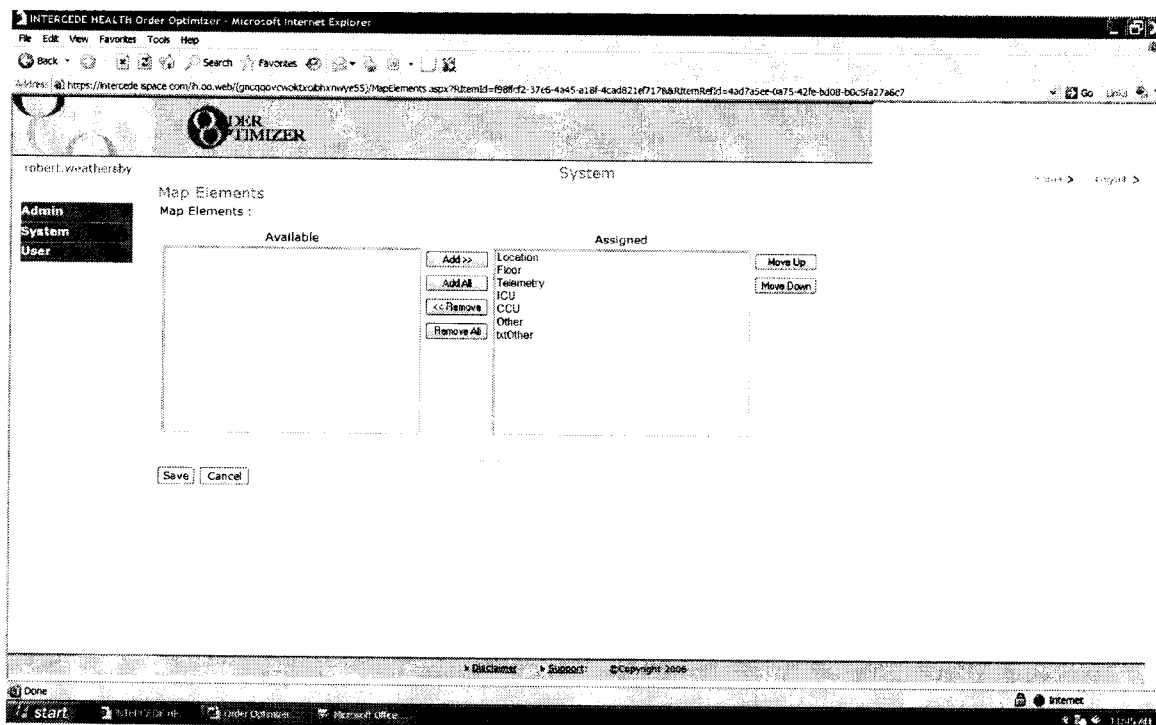 INTERCEDE HEALTH Order Optimizer - Microsoft Internet Explorer
File Edit View Favorites Tools Help
Back Search Favorites
Address
Go Links
ORDER OPTIMIZER
robert.weathersby
System
Logout >
Map Elements
Map Elements :
Admin
System
User
Available
Assigned
Add >>
Add All
<< Remove
Remove All
Location
Floor
Telemetry
ICU
CCU
Other
txtOther
Move Up
Move Down
Save Cancel
Disclaimer Support ©Copyright 2006
Done
Internet
start
Order Optimizer
Microsoft Office